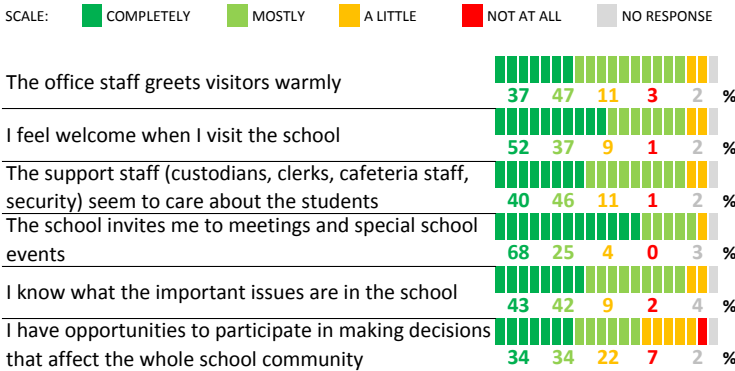 SCALE: COMPLETELY MOSTLY A LITTLE NOT AT ALL NO RESPONSE
The office staff greets visitors warmly
37 47 11 3 2 %
I feel welcome when I visit the school
52 37 9 1 2 %
The support staff (custodians, clerks, cafeteria staff,
security) seem to care about the students
40 46 11 1 2 %
The school invites me to meetings and special school
events
68 25 4 0 3 %
I know what the important issues are in the school
43 42 9 2 4 %
I have opportunities to participate in making decisions
that affect the whole school community
34 34 22 7 2 %